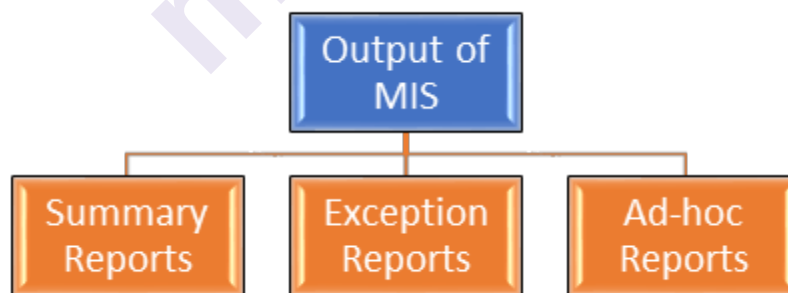 Output of
MIS
Summary
Reports
Exception
Reports
Ad-hoc
Reports